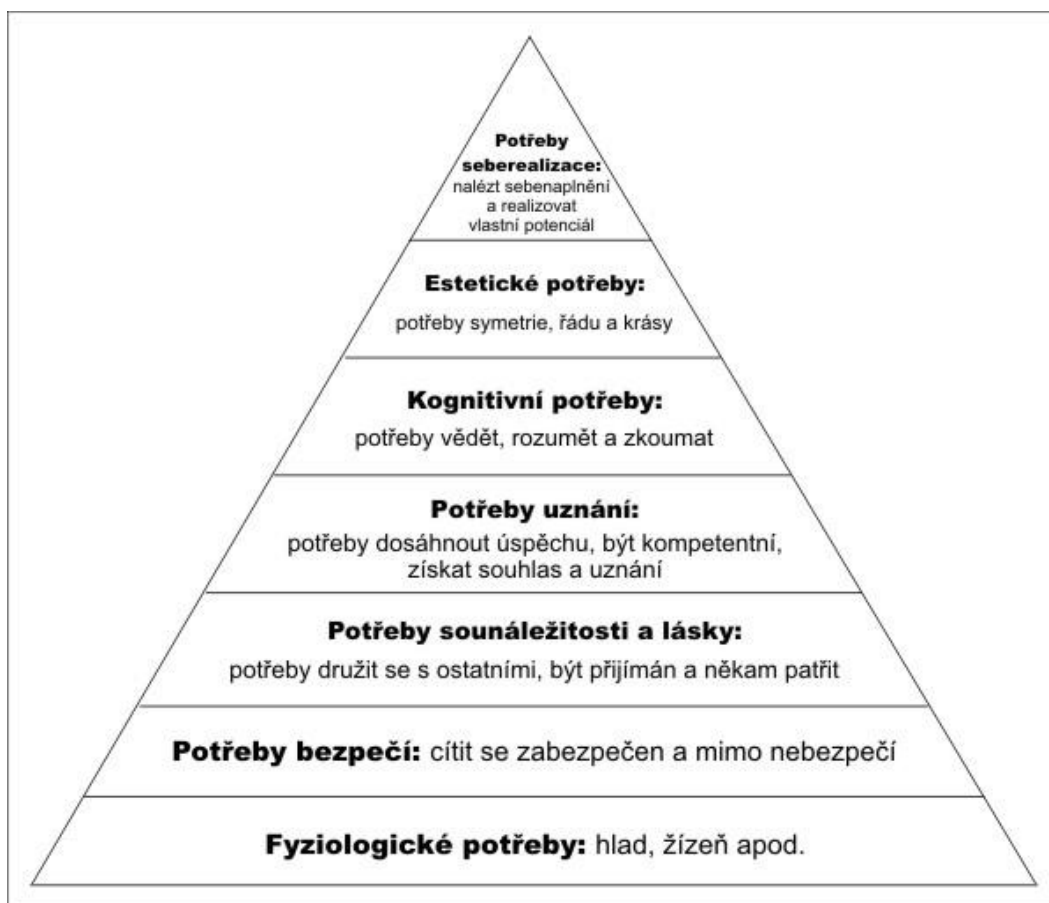 Potřeby
seberealizace:
nalézt sebenaplnění
a realizovat
vlastní potenciál
Estetické potřeby:
potřeby symetrie, řádu a krásy
Kognitivní potřeby:
potřeby vědět, rozumět a zkoumat
Potřeby uznání:
potřeby dosáhnout úspěchu, být kompetentní,
získat souhlas a uznání
Potřeby sounáležitosti a lásky:
potřeby družit se s ostatními, být přijímán a někam patřit
Potřeby bezpečí: cítit se zabezpečen a mimo nebezpečí
Fyziologické potřeby: hlad, žízeň apod.